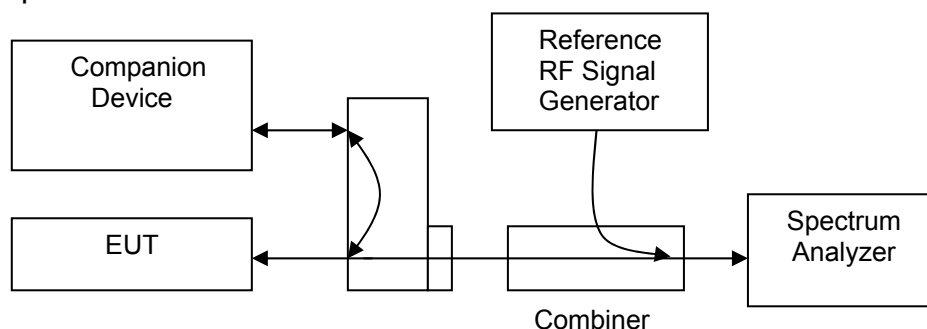 Companion
Device
Reference
RF Signal
Generator
EUT
Spectrum
Analyzer
Combiner